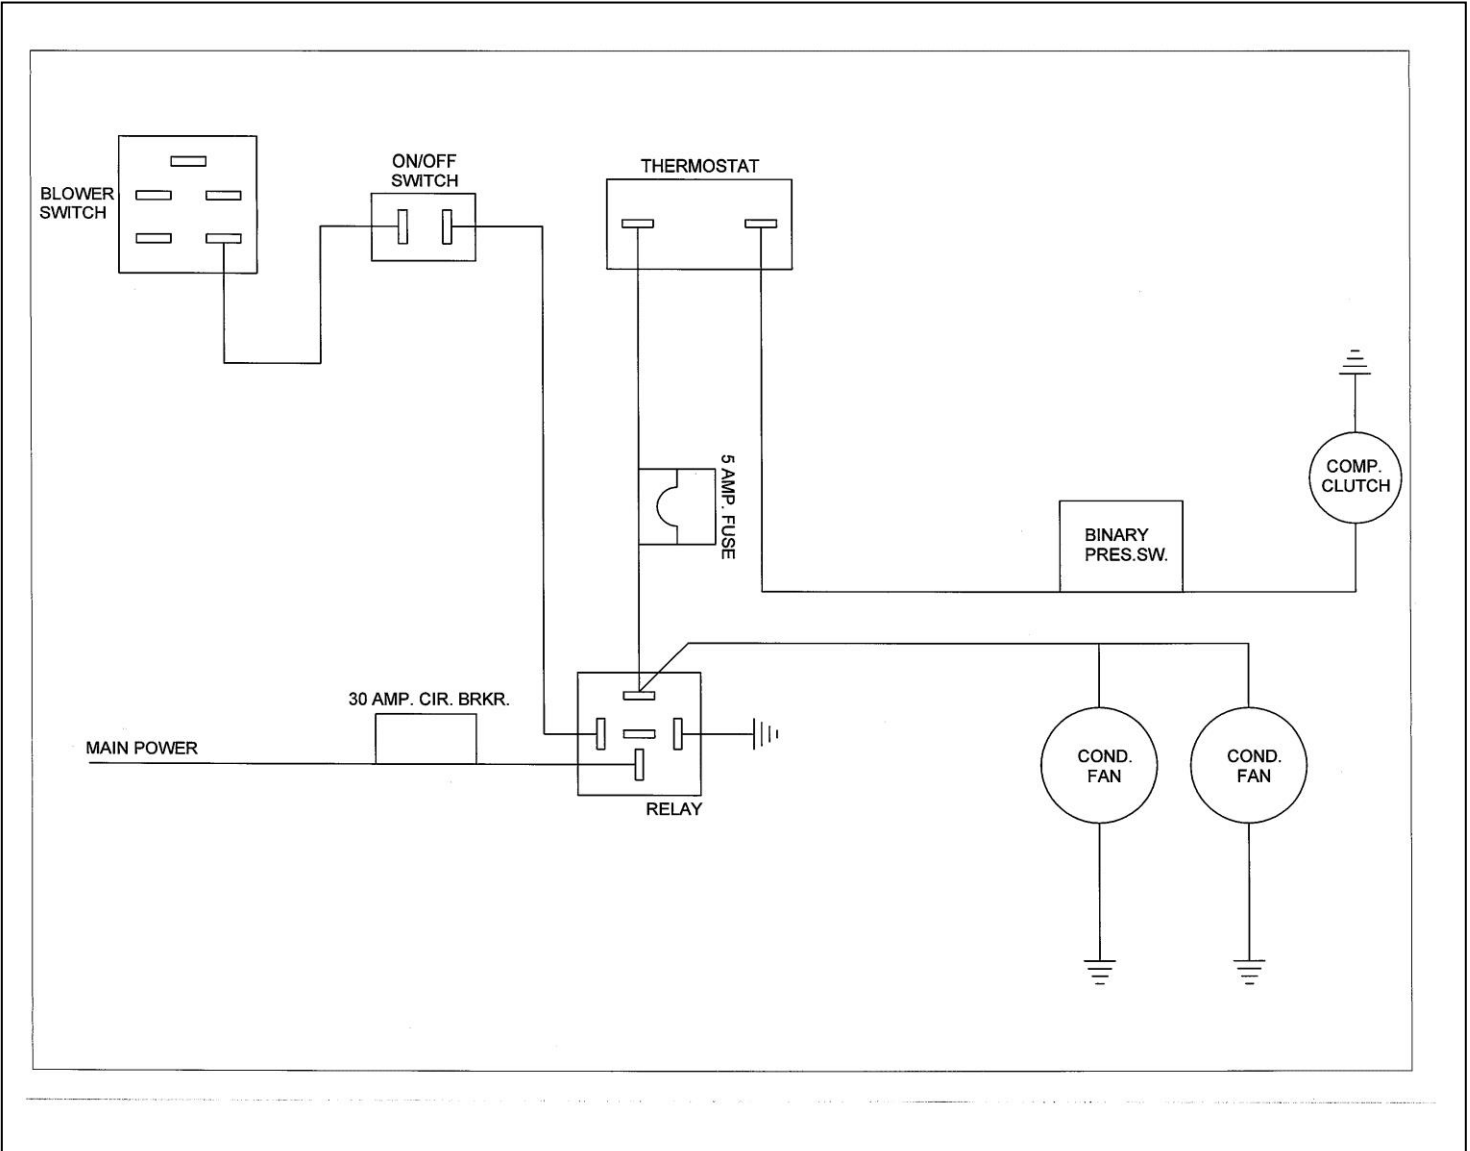 BLOWER
SWITCH
ON/OFF
SWITCH
THERMOSTAT
5 AMP. FUSE
COMP.
CLUTCH
BINARY
PRES.SW.
30 AMP. CIR. BRKR.
MAIN POWER
RELAY
COND.
FAN
COND.
FAN